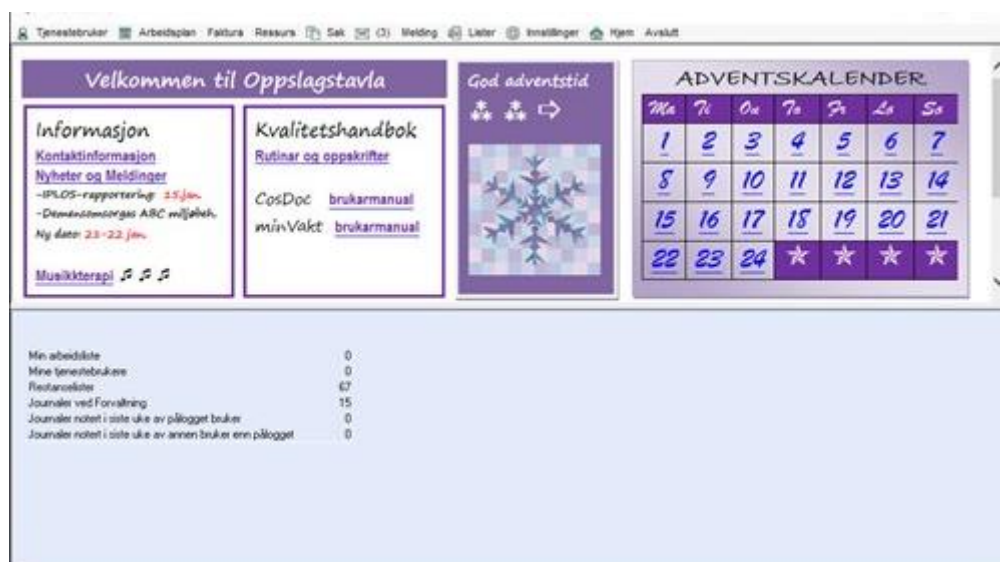 Tjenestebruker Arbeidsplan Faktura Ressurs Sak (3) Melding Lister Innstillinger Hjem Avslutt
Velkommen til Oppslagstavla
Informasjon
Kontaktinformasjon
Nyheter og Meldinger
-IPLOS-rapportering 15.jan.
-Demensomsorgas ABC miljøbeh.
Ny dato: 21-22 jan.
Musikkterapi
Kvalitetshandbok
Rutinar og oppskrifter
CosDoc brukarmanual
minVakt brukarmanual
God adventstid
ADVENTSKALENDER
Ma Ti On To Fr Lø Sø
1 2 3 4 5 6 7
8 9 10 11 12 13 14
15 16 17 18 19 20 21
22 23 24
Min arbeidsliste 0
Mine tjenestebrukere 0
Restanselister 67
Journaler ved Forvaltning 15
Journaler notert i siste uke av pålogget bruker 0
Journaler notert i siste uke av annen bruker enn pålogget 0